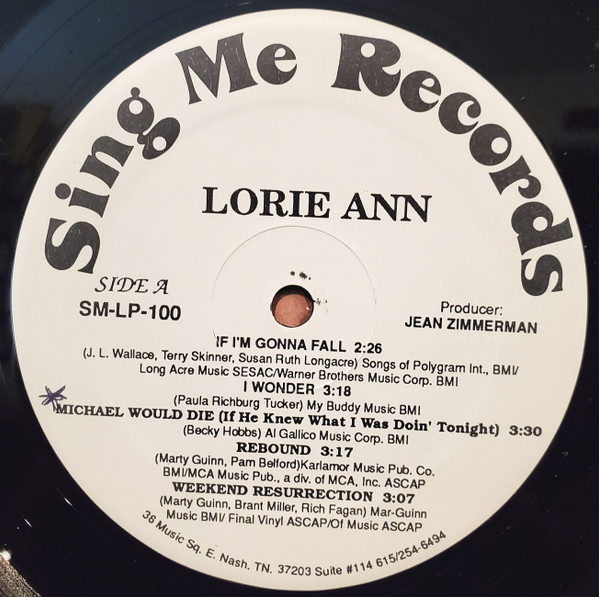 Sing Me Records
LORIE ANN
SIDE A
SM-LP-100
Producer:
JEAN ZIMMERMAN
IF I'M GONNA FALL 2:26
(J. L. Wallace, Terry Skinner, Susan Ruth Longacre) Songs of Polygram Int., BMI/
Long Acre Music SESAC/Warner Brothers Music Corp. BMI
I WONDER 3:18
(Paula Richburg Tucker) My Buddy Music BMI
MICHAEL WOULD DIE (If He Knew What I Was Doin' Tonight) 3:30
(Becky Hobbs) Al Gallico Music Corp. BMI
REBOUND 3:17
(Marty Guinn, Pam Belford)Karlamor Music Pub. Co.
BMI/MCA Music Pub., a div. of MCA, Inc. ASCAP
WEEKEND RESURRECTION 3:07
(Marty Guinn, Brant Miller, Rich Fagan) Mar-Guinn
Music BMI/ Final Vinyl ASCAP/Of Music ASCAP
38 Music Sq. E. Nash, TN. 37203 Suite #114 615/254-6494